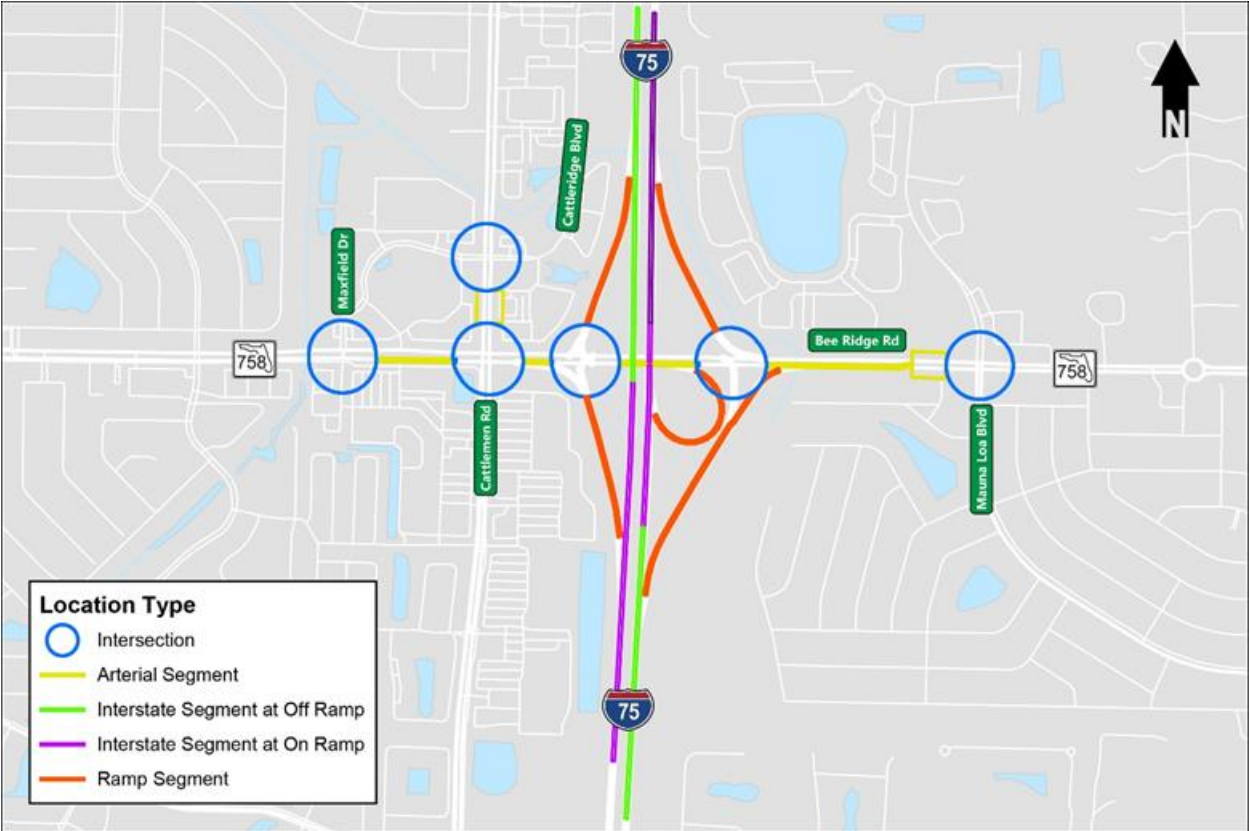 75
N
Cattleridge Blvd
Maxfield Dr
Bee Ridge Rd
758
758
Cattlemen Rd
Mauna Loa Blvd
Location Type
Intersection
Arterial Segment
Interstate Segment at Off Ramp
Interstate Segment at On Ramp
Ramp Segment
75